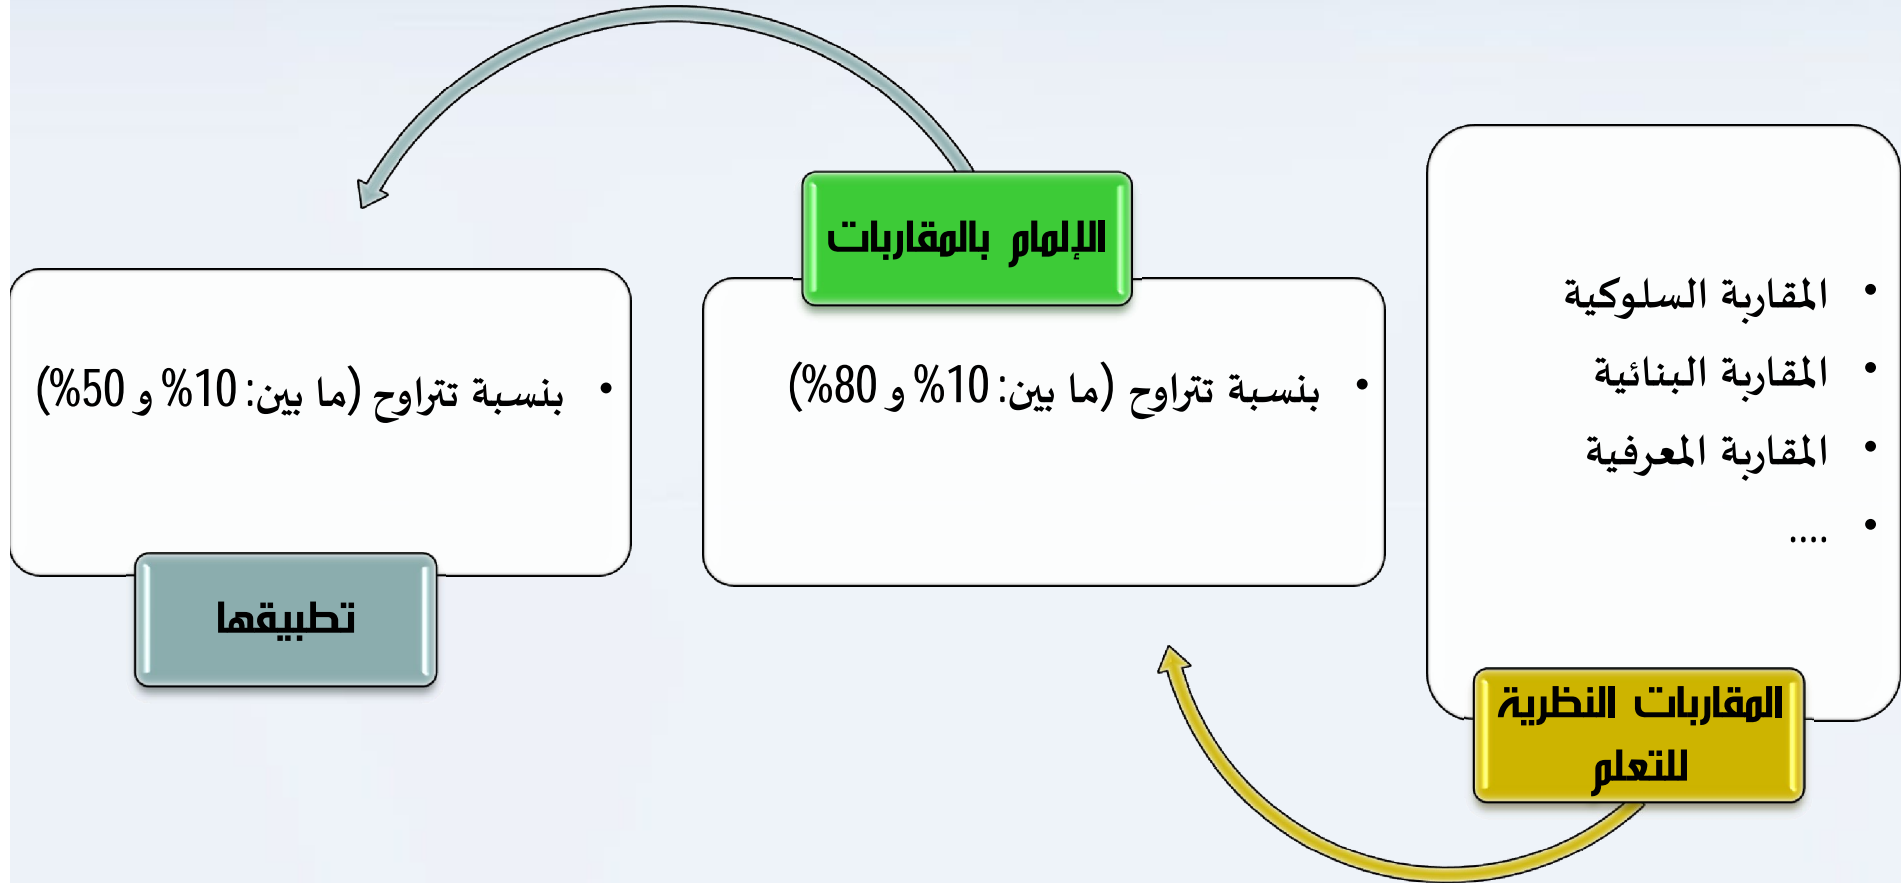 المقاربة السلوكية
المقاربة البنائية
المقاربة المعرفية
....
المقاربات النظرية
للتعلم
الإلمام بالمقاربات
بنسبة تتراوح (ما بين: 10% و 80%)
بنسبة تتراوح (ما بين: 10% و 50%)
تطبيقها